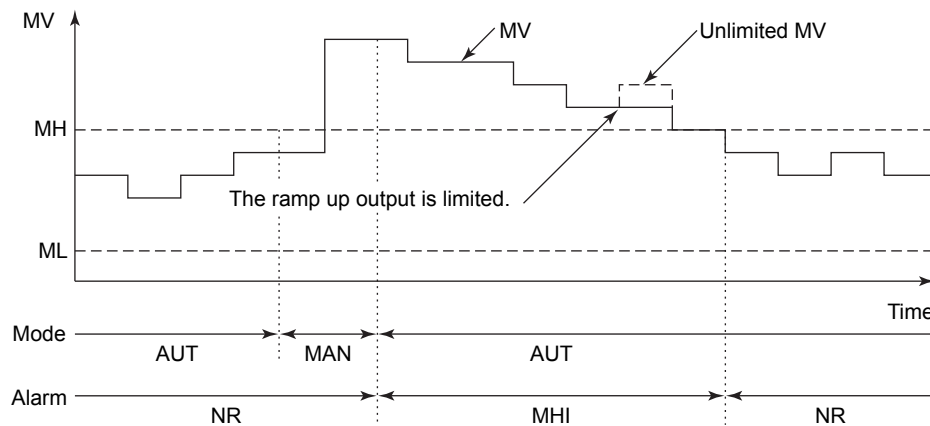 MV
MV
Unlimited MV
MH
The ramp up output is limited.
ML
Time
Mode
AUT
MAN
AUT
Alarm
NR
MHI
NR